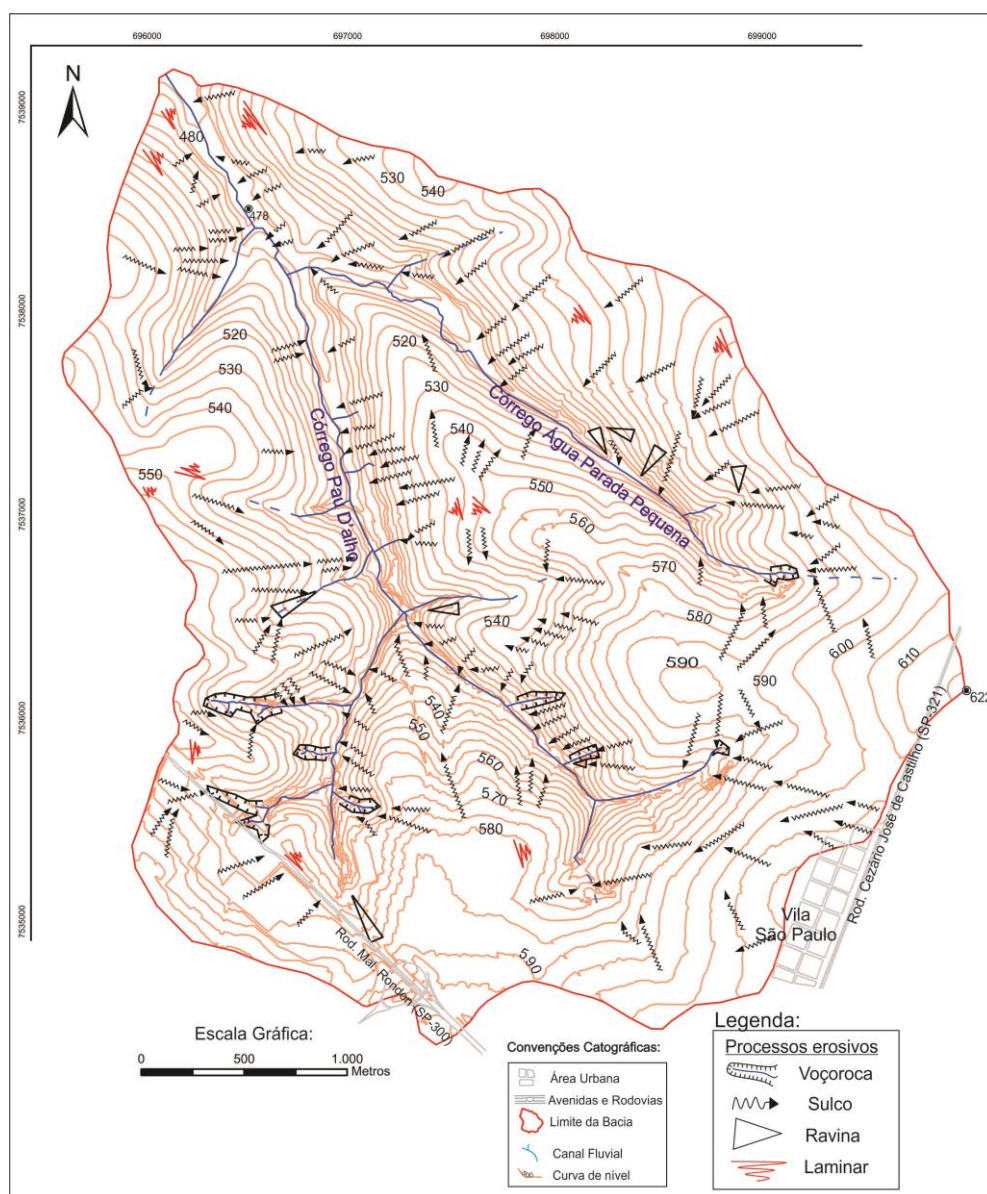 696000
697000
698000
699000
N
7539000
7538000
7537000
7536000
7535000
480
478
530
540
520
530
540
550
520
530
540
550
560
570
580
590
590
600
610
622
540
540
550
560
570
580
590
Córrego Pau D'alho
Córrego Água Parada Pequena
Vila
São Paulo
Rod. Cezário José de Castilho (SP-321)
Rod. Mal. Rondon (SP-300)
Escala Gráfica:
0 500 1.000
Metros
Convenções Catográficas:
Área Urbana
Avenidas e Rodovias
Limite da Bacia
Canal Fluvial
Curva de nível
Legenda:
Processos erosivos
Voçoroca
Sulco
Ravina
Laminar